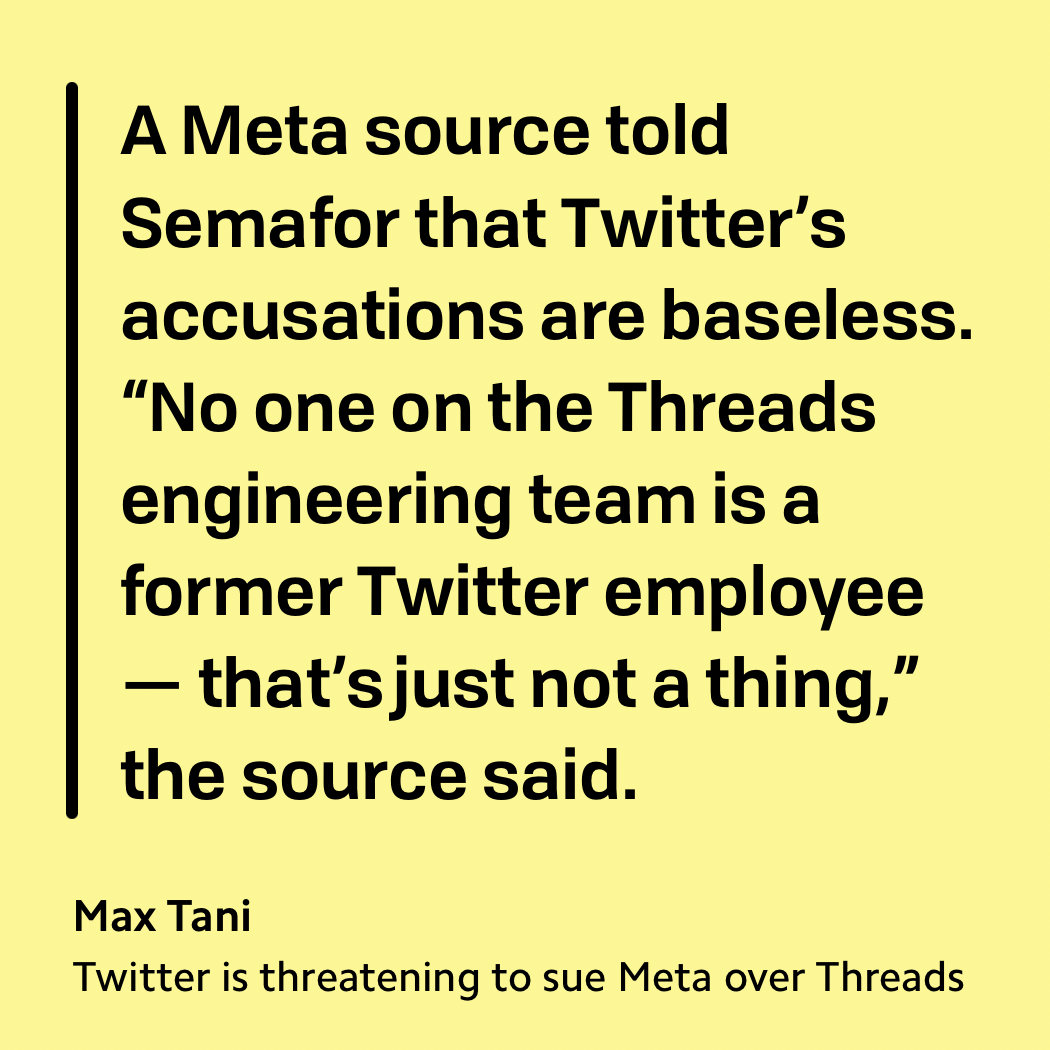 A Meta source told
Semafor that Twitter’s
accusations are baseless.
“No one on the Threads
engineering team is a
former Twitter employee
— that’s just not a thing,”
the source said.
Max Tani
Twitter is threatening to sue Meta over Threads